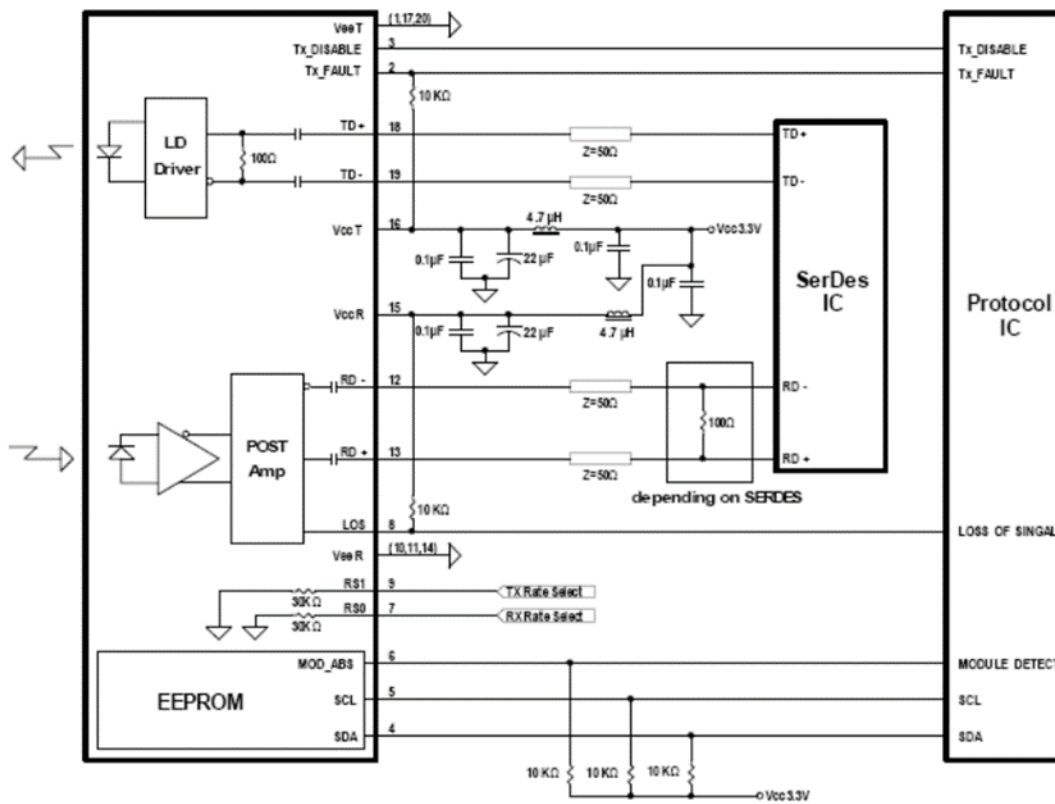 VeeT (1,17,20)
Tx_DISABLE 3 Tx_DISABLE
Tx_FAULT 2 Tx_FAULT
10 KΩ
TD+ 18 TD+
LD
Driver
100Ω
Z=50Ω
TD- 19 TD-
Z=50Ω
VccT 16 4.7 µH Vcc3.3V
0.1µF 22 µF 0.1µF 0.1µF
SerDes
IC
Protocol
IC
VccR 15
0.1µF 22 µF 4.7 µH
RD - 12 RD -
Z=50Ω
100Ω
POST
Amp
RD + 13 RD +
Z=50Ω
depending on SERDES
10 KΩ
LOS 8 LOSS OF SINGAL
VeeR (10,11,14)
RS1 9 TX Rate Select
30KΩ
RS0 7 RX Rate Select
30KΩ
MOD_ABS 6 MODULE DETECT
EEPROM
SCL 5 SCL
SDA 4 SDA
10 KΩ 10 KΩ 10 KΩ
Vcc3.3V